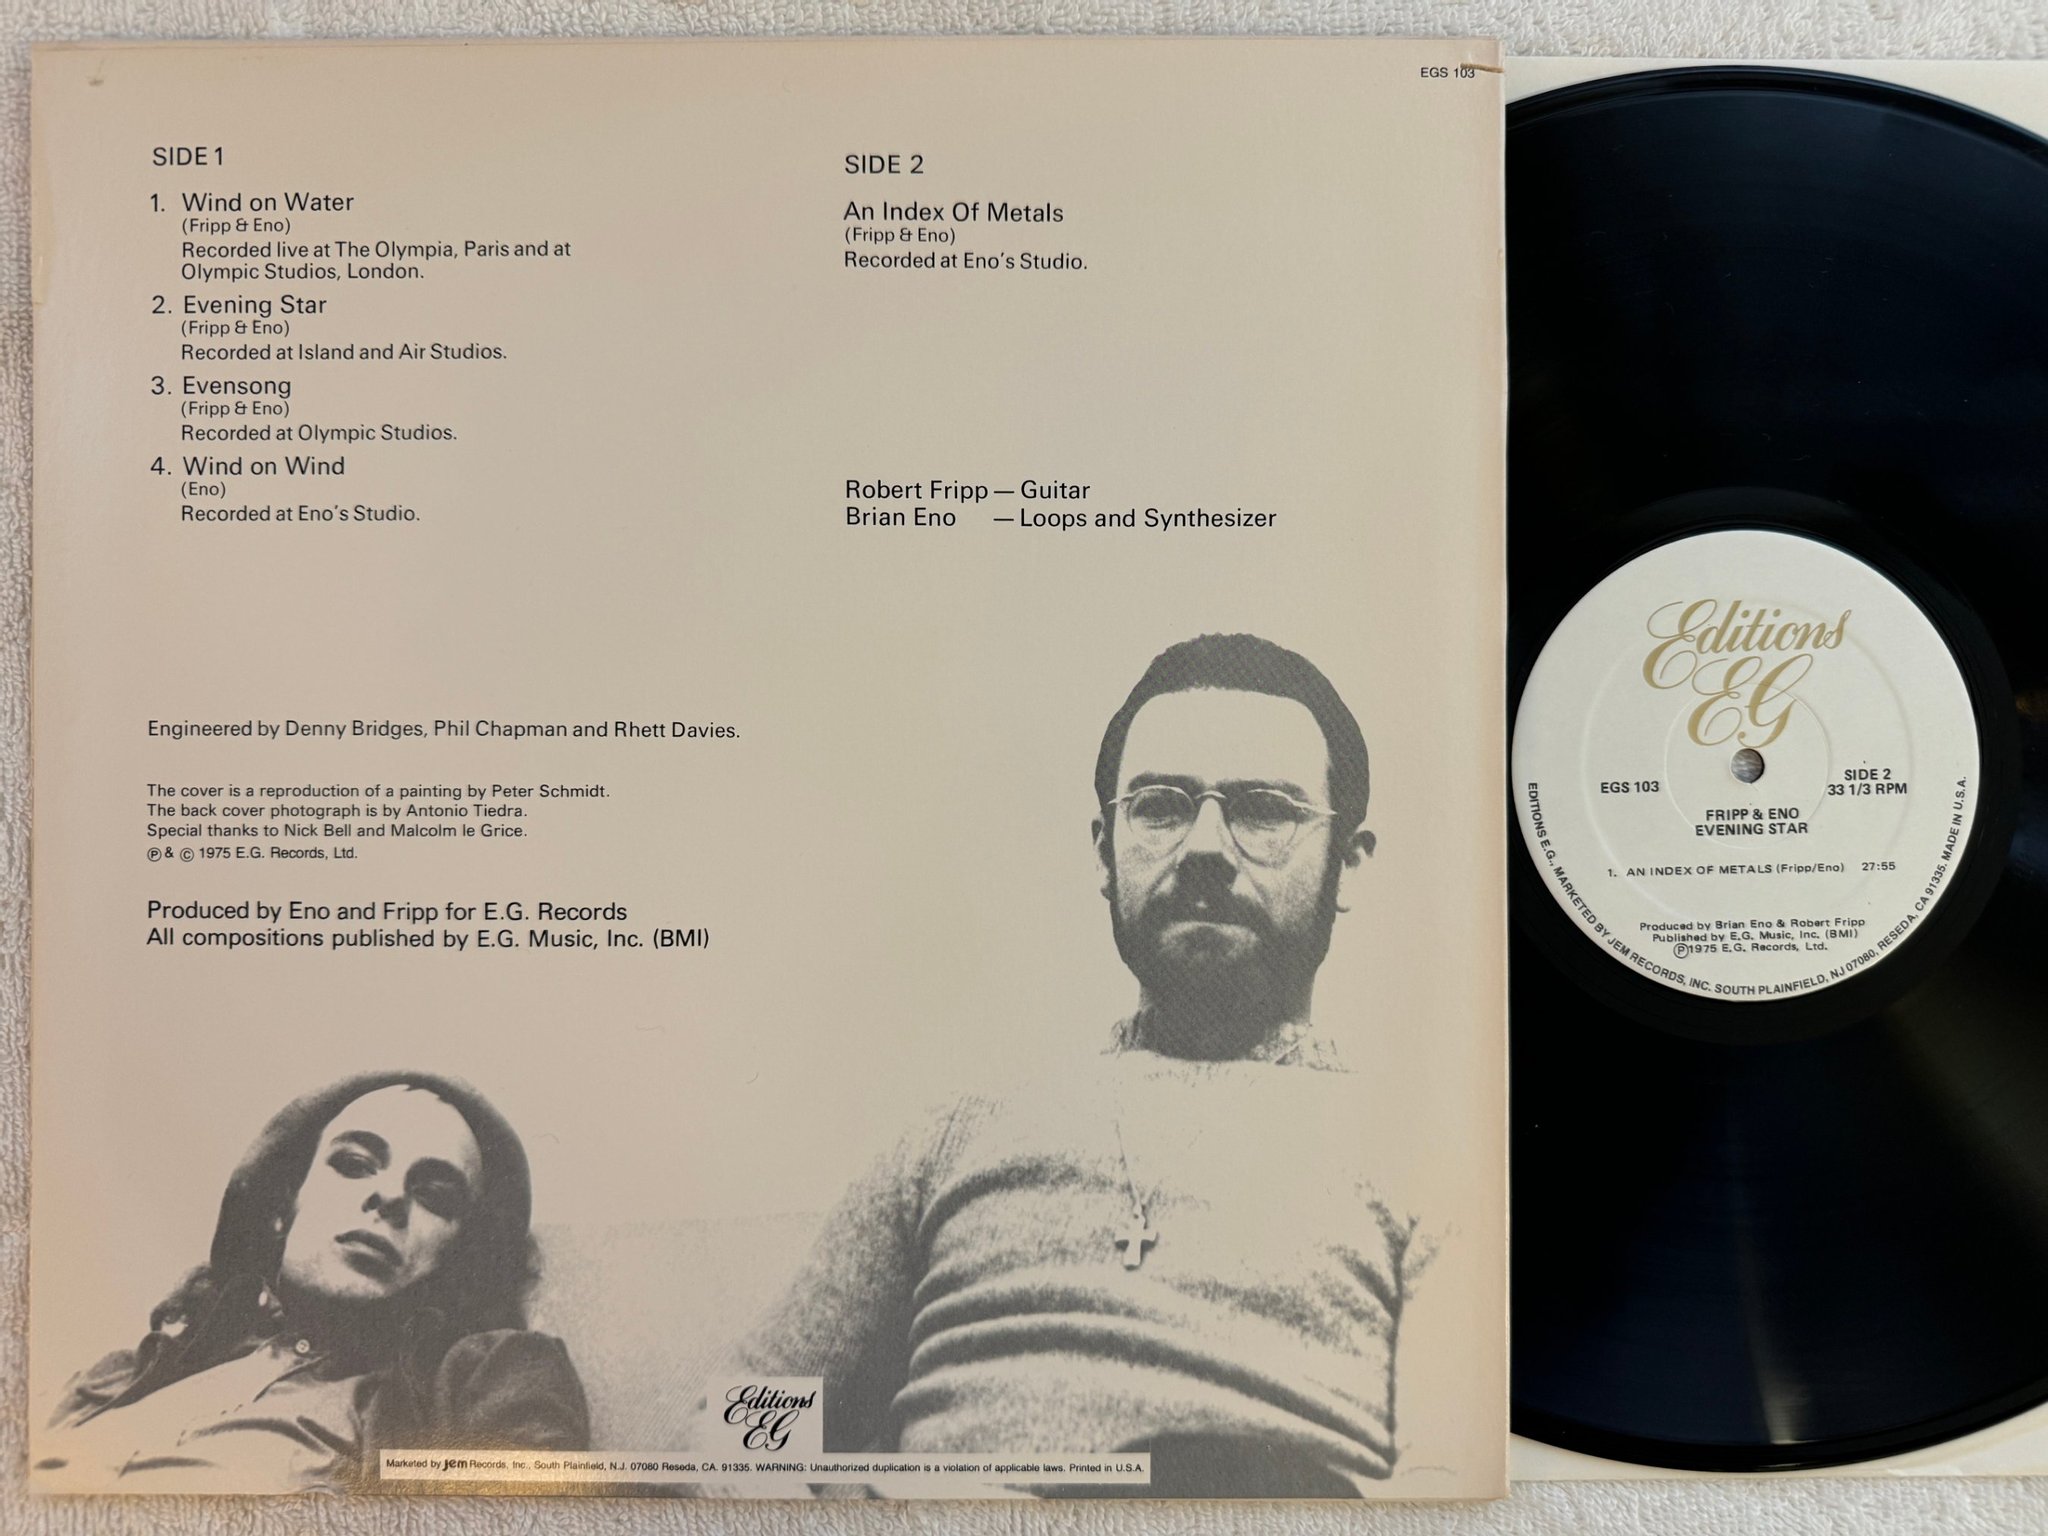 EGS 103
SIDE 1
1. Wind on Water
(Fripp & Eno)
Recorded live at The Olympia, Paris and at
Olympic Studios, London.
2. Evening Star
(Fripp & Eno)
Recorded at Island and Air Studios.
3. Evensong
(Fripp & Eno)
Recorded at Olympic Studios.
4. Wind on Wind
(Eno)
Recorded at Eno's Studio.
SIDE 2
An Index Of Metals
(Fripp & Eno)
Recorded at Eno's Studio.
Robert Fripp — Guitar
Brian Eno — Loops and Synthesizer
Engineered by Denny Bridges, Phil Chapman and Rhett Davies.
The cover is a reproduction of a painting by Peter Schmidt.
The back cover photograph is by Antonio Tiedra.
Special thanks to Nick Bell and Malcolm le Grice.
℗ & © 1975 E.G. Records, Ltd.
Produced by Eno and Fripp for E.G. Records
All compositions published by E.G. Music, Inc. (BMI)
Editions
EG
Marketed by jem Records, Inc., South Plainfield, N.J. 07080 Reseda, CA. 91335. WARNING: Unauthorized duplication is a violation of applicable laws. Printed in U.S.A.
Editions
EG
EGS 103
SIDE 2
33 1/3 RPM
FRIPP & ENO
EVENING STAR
1. AN INDEX OF METALS (Fripp/Eno) 27:55
Produced by Brian Eno & Robert Fripp
Published by E.G. Music, Inc. (BMI)
℗1975 E.G. Records, Ltd.
EDITIONS E.G., MARKETED BY JEM RECORDS, INC. SOUTH PLAINFIELD, NJ 07080, RESEDA, CA 91335. MADE IN U.S.A.